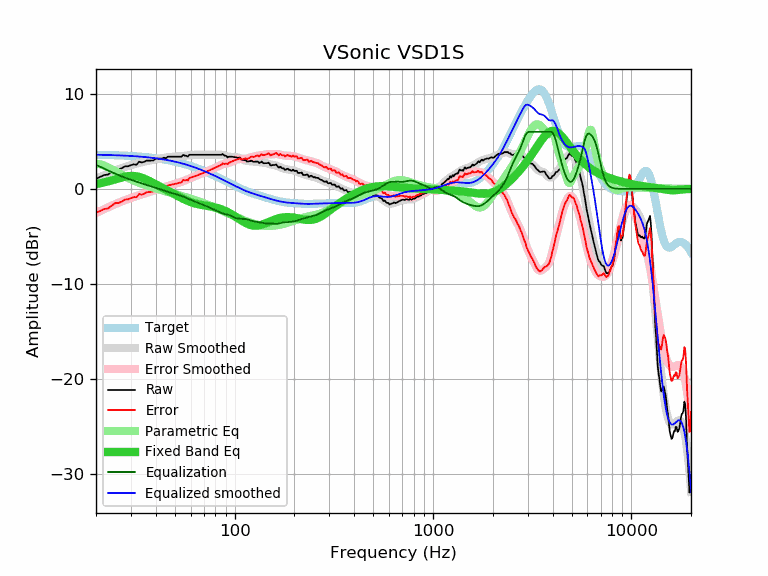 VSonic VSD1S
Amplitude (dBr)
10
0
−10
−20
−30
Target
Raw Smoothed
Error Smoothed
Raw
Error
Parametric Eq
Fixed Band Eq
Equalization
Equalized smoothed
100
1000
10000
Frequency (Hz)